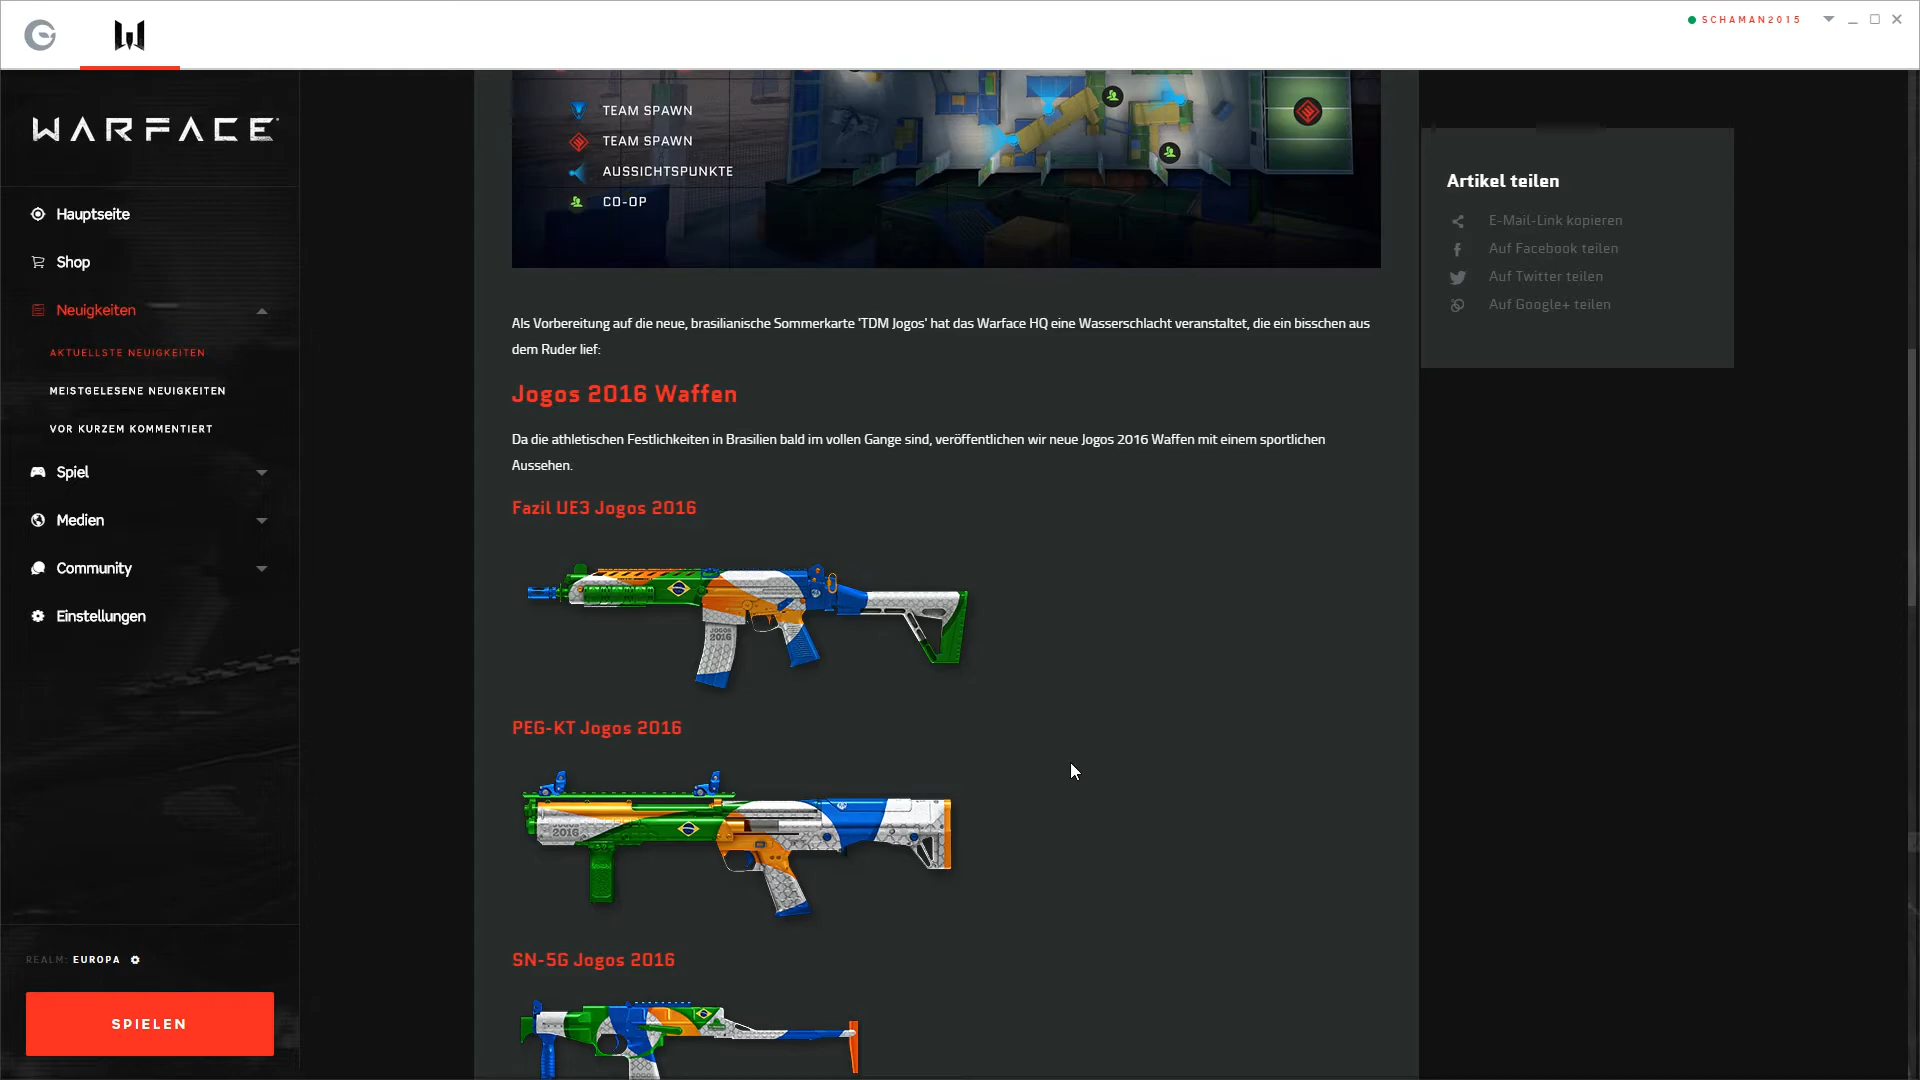 SCHAMAN2015
WARFACE
Hauptseite
Shop
Neuigkeiten
AKTUELLSTE NEUIGKEITEN
MEISTGELESENE NEUIGKEITEN
VOR KURZEM KOMMENTIERT
Spiel
Medien
Community
Einstellungen
REALM: EUROPA
SPIELEN
TEAM SPAWN
TEAM SPAWN
AUSSICHTSPUNKTE
CO-OP
Als Vorbereitung auf die neue, brasilianische Sommerkarte 'TDM Jogos' hat das Warface HQ eine Wasserschlacht veranstaltet, die ein bisschen aus
dem Ruder lief:
Jogos 2016 Waffen
Da die athletischen Festlichkeiten in Brasilien bald im vollen Gange sind, veröffentlichen wir neue Jogos 2016 Waffen mit einem sportlichen
Aussehen.
Fazil UE3 Jogos 2016
JOGOS
2016
PEG-KT Jogos 2016
JOGOS
2016
SN-5G Jogos 2016
Artikel teilen
E-Mail-Link kopieren
Auf Facebook teilen
Auf Twitter teilen
Auf Google+ teilen